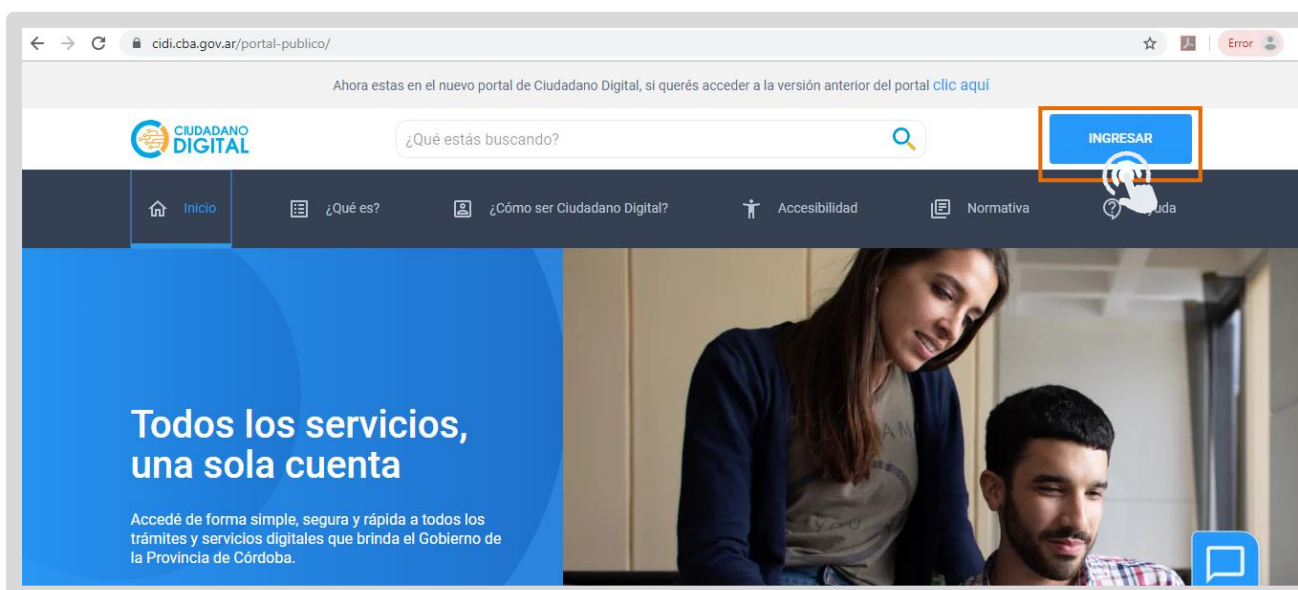 cidi.cba.gov.ar/portal-publico/
Error
Ahora estas en el nuevo portal de Ciudadano Digital, si querés acceder a la versión anterior del portal clic aquí
CIUDADANO
DIGITAL
¿Qué estás buscando?
INGRESAR
Inicio
¿Qué es?
¿Cómo ser Ciudadano Digital?
Accesibilidad
Normativa
Todos los servicios,
una sola cuenta
Accedé de forma simple, segura y rápida a todos los
trámites y servicios digitales que brinda el Gobierno de
la Provincia de Córdoba.